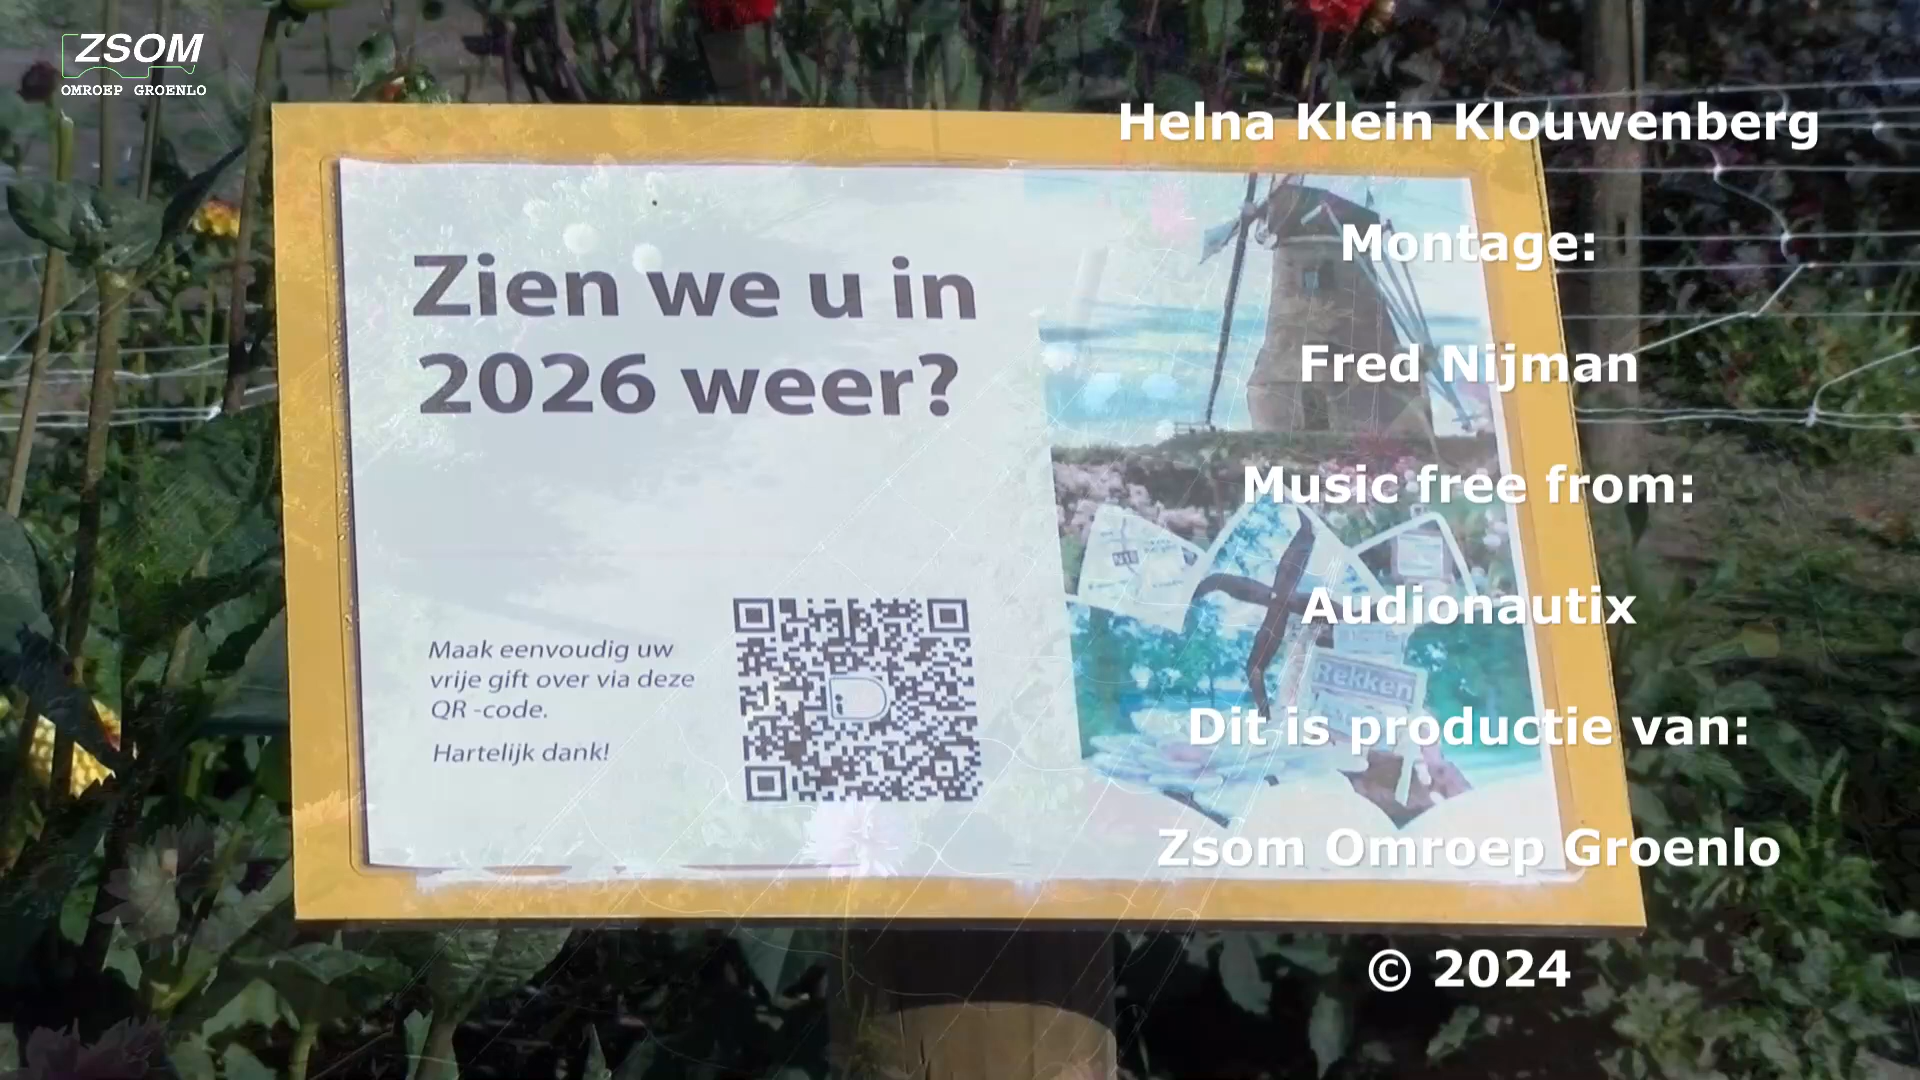 ZSOM
OMROEP GROENLO
Helna Klein Klouwenberg
Montage:
Fred Nijman
Music free from:
Audionautix
Dit is productie van:
Zsom Omroep Groenlo
© 2024
Zien we u in
2026 weer?
Maak eenvoudig uw
vrije gift over via deze
QR -code.
Hartelijk dank!
N18
Rekken